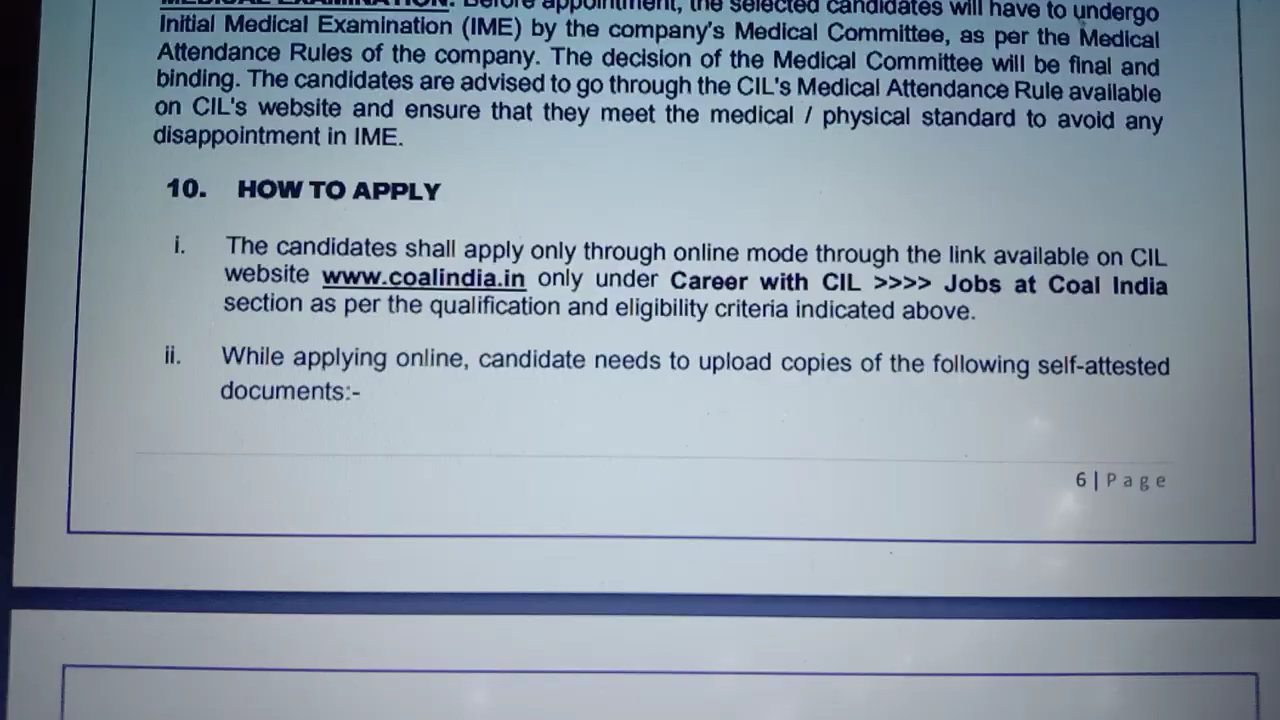 MEDICAL EXAMINATION: Before appointment, the selected candidates will have to undergo
Initial Medical Examination (IME) by the company's Medical Committee, as per the Medical
Attendance Rules of the company. The decision of the Medical Committee will be final and
binding. The candidates are advised to go through the CIL's Medical Attendance Rule available
on CIL's website and ensure that they meet the medical / physical standard to avoid any
disappointment in IME.
10. HOW TO APPLY
i. The candidates shall apply only through online mode through the link available on CIL
website www.coalindia.in only under Career with CIL >>>> Jobs at Coal India
section as per the qualification and eligibility criteria indicated above.
ii. While applying online, candidate needs to upload copies of the following self-attested
documents:-
6 | Page